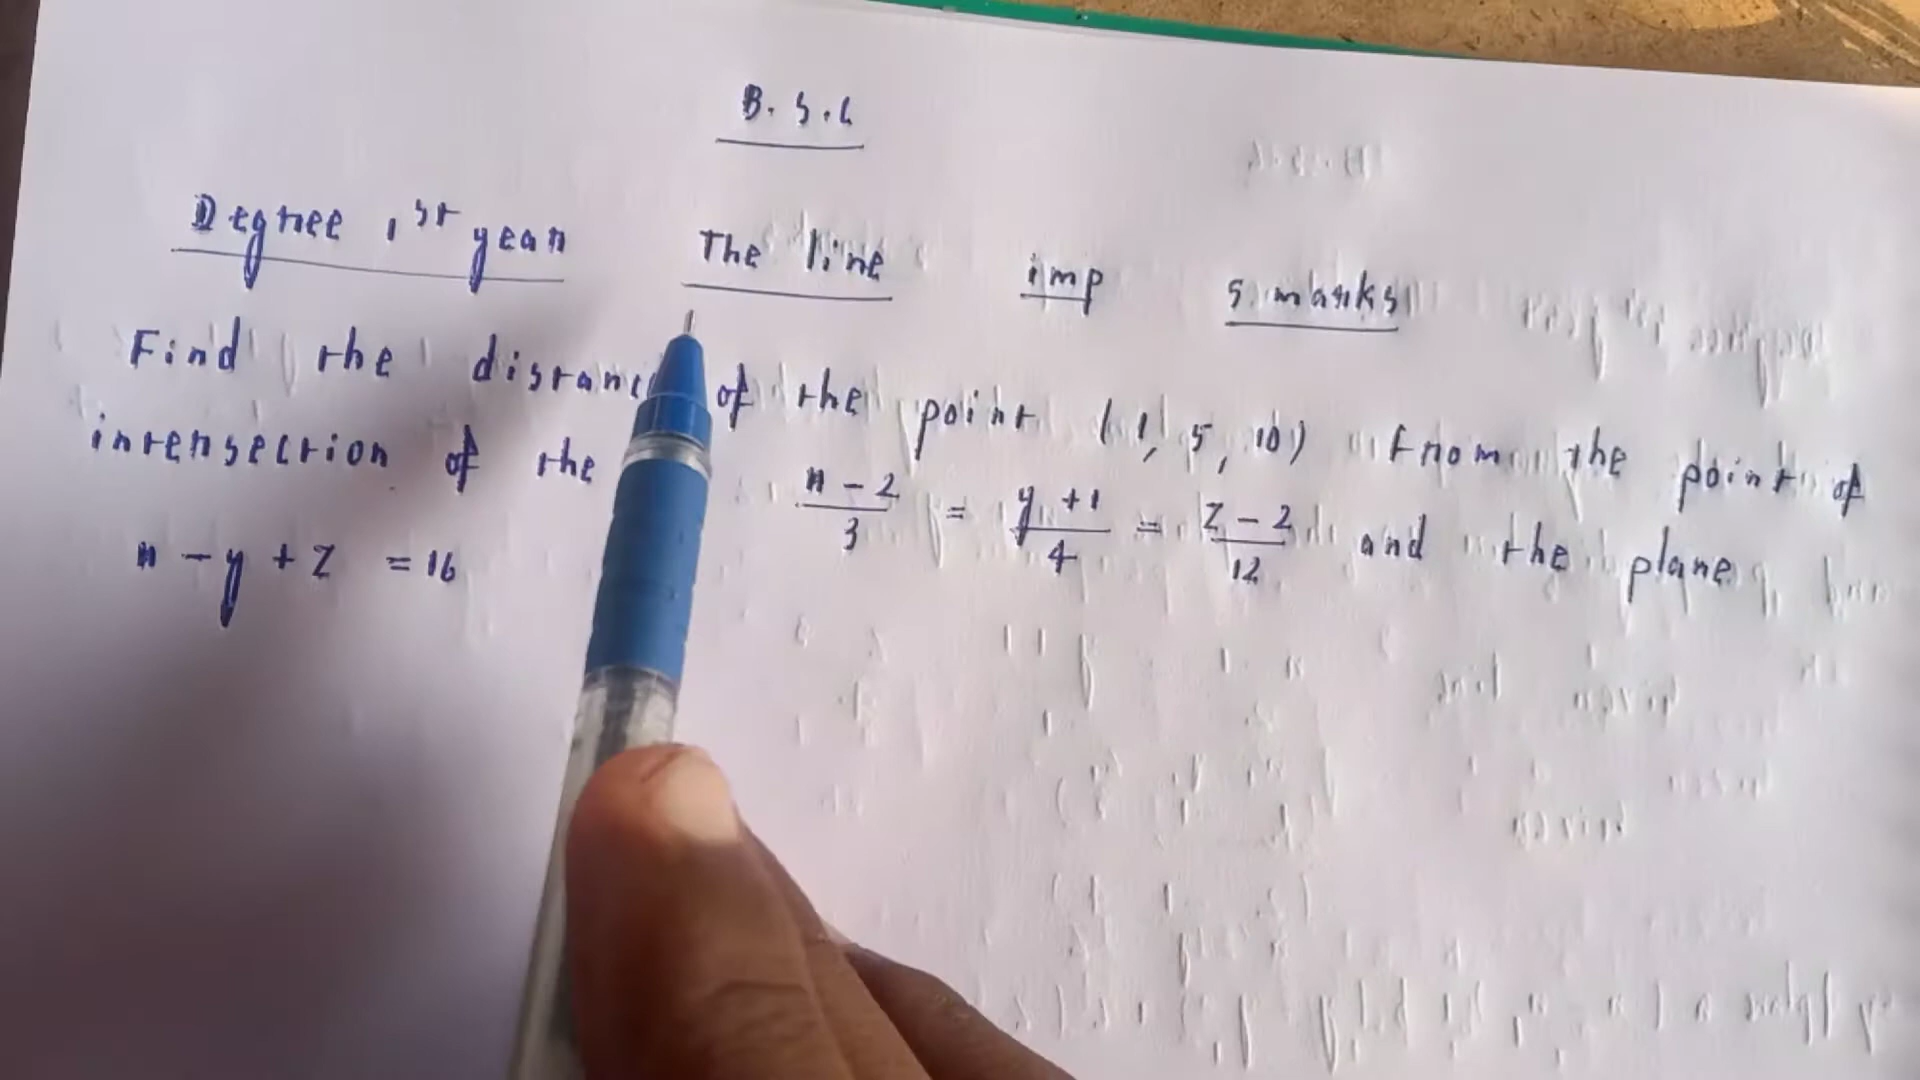 B.S.C
Degree 1st year The line imp 5 marks
Find the distance of the point (1, 5, 10) from the point of
intersection of the x - 2 / 3 = y + 1 / 4 = z - 2 / 12 and the plane
x - y + z = 16